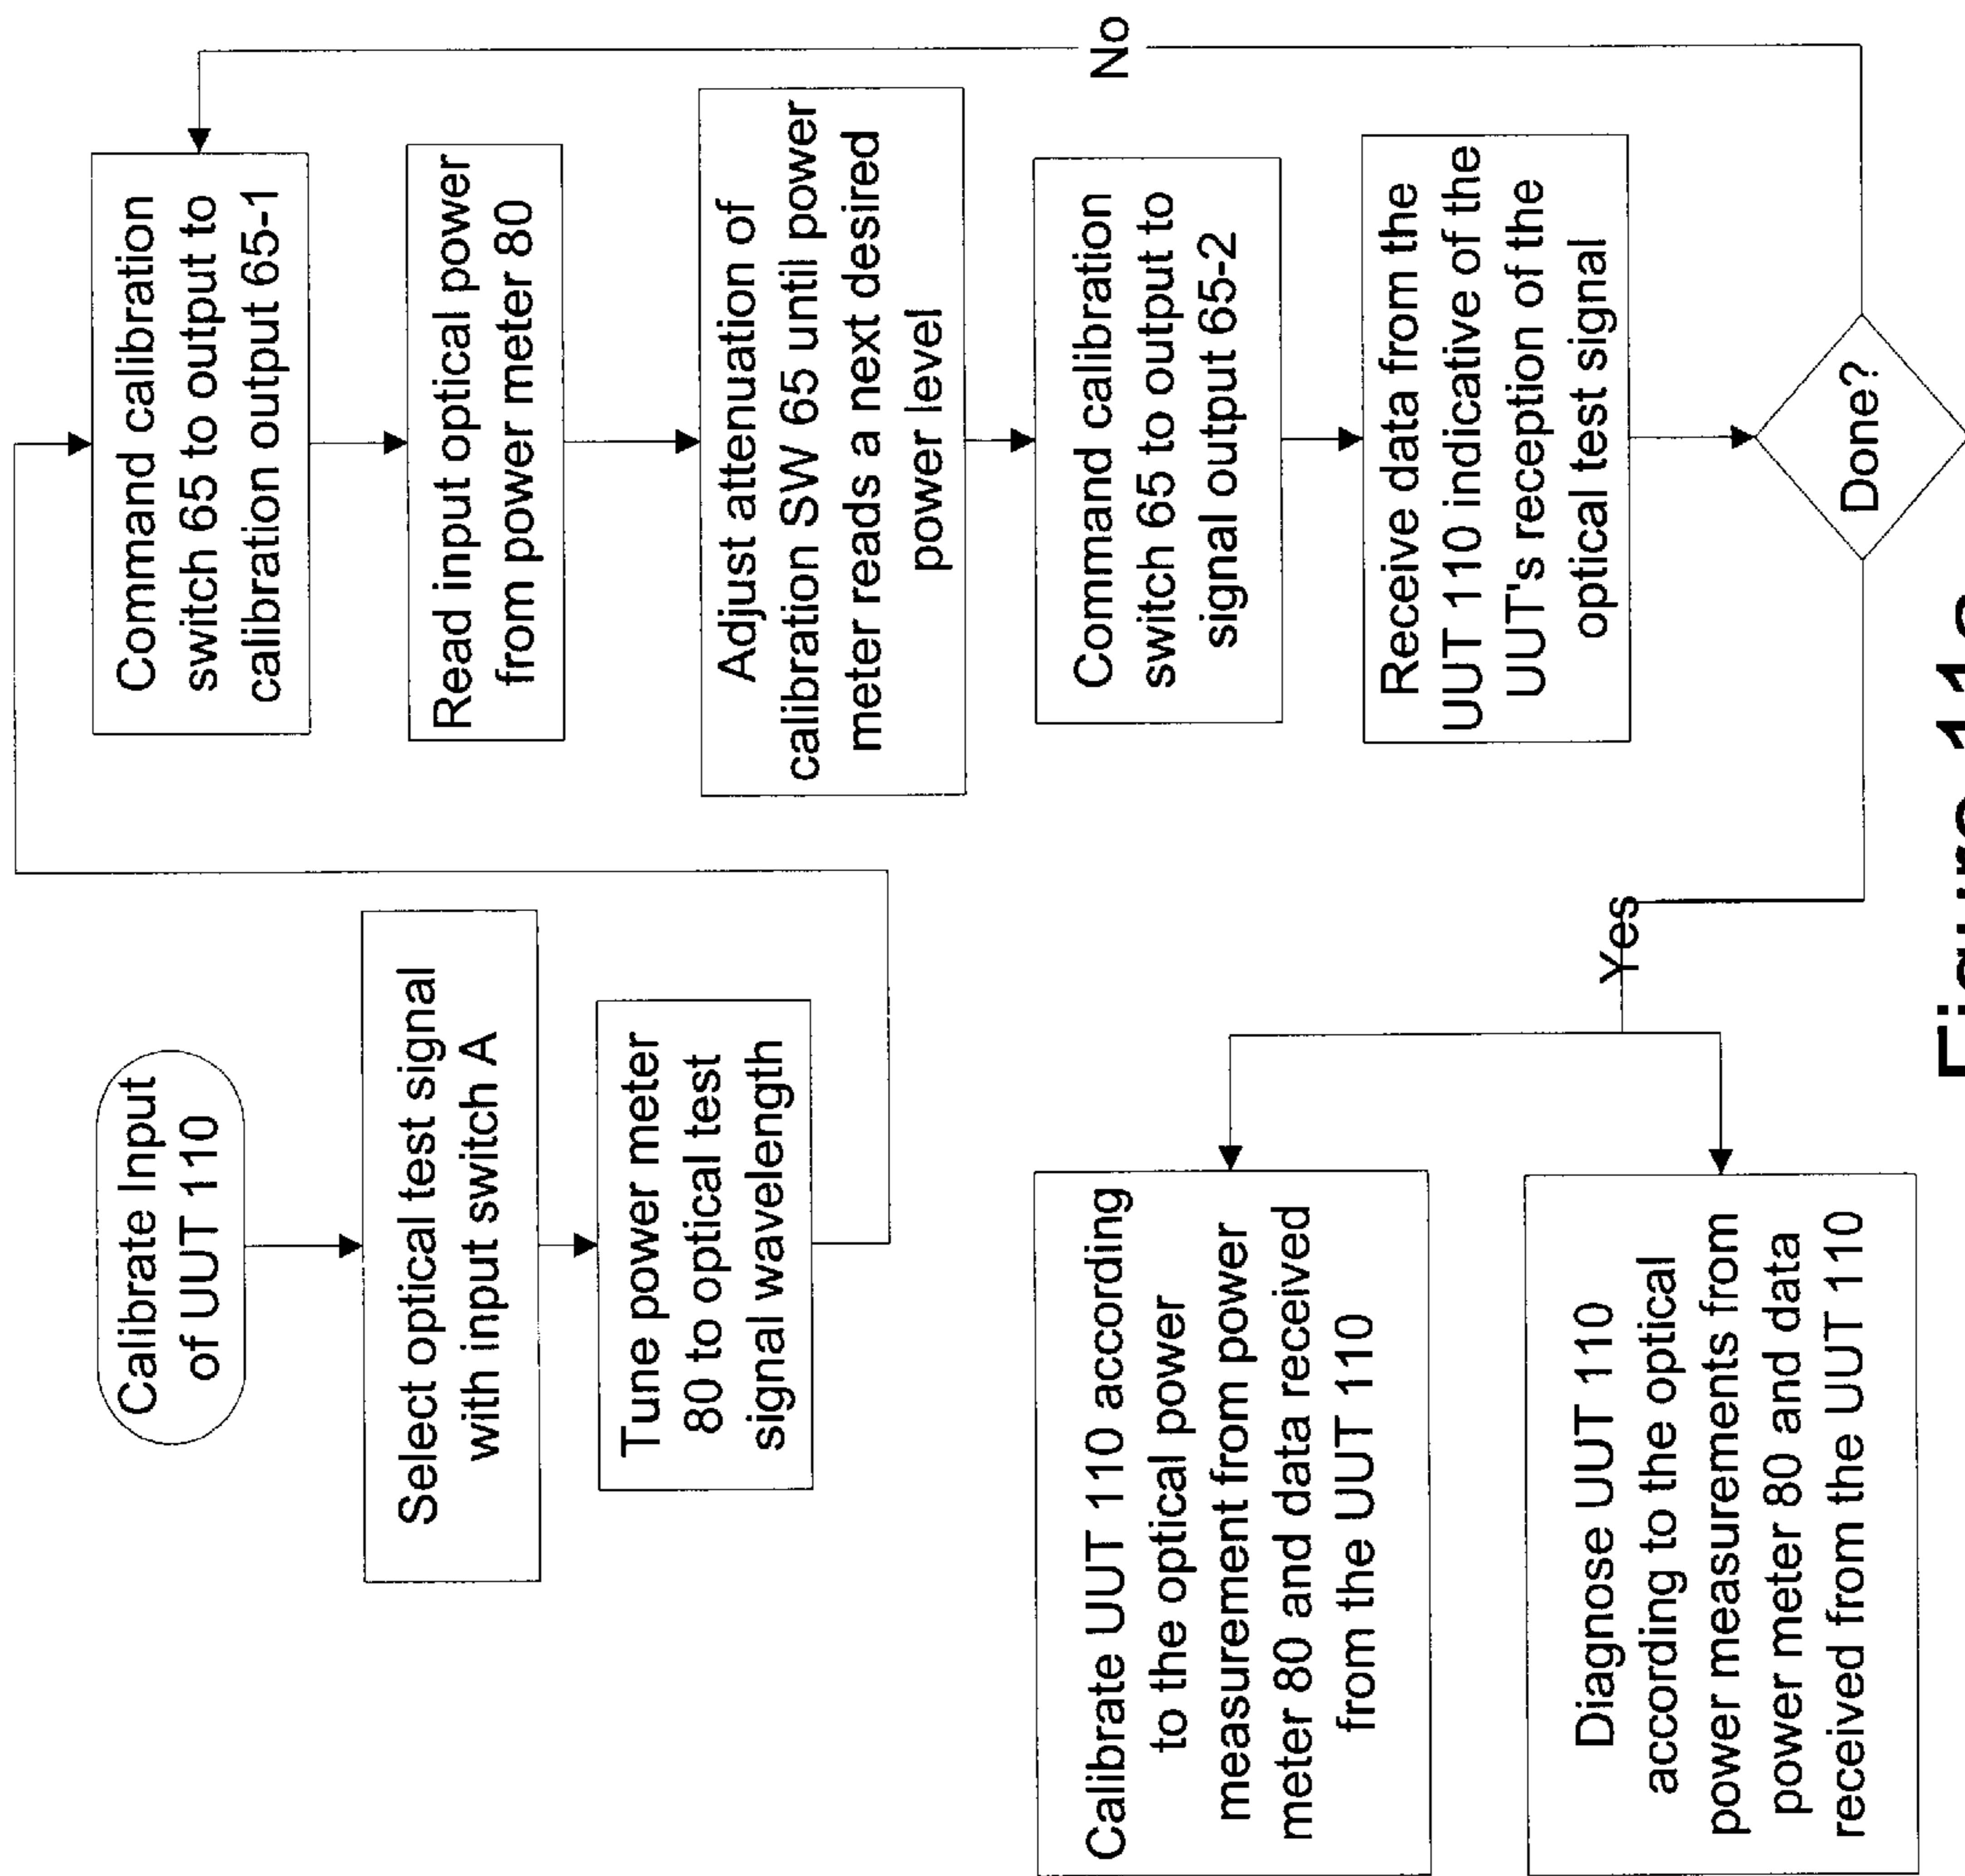 Calibrate Input
of UUT 110
Select optical test signal
with input switch A
Tune power meter
80 to optical test
signal wavelength
Command calibration
switch 65 to output to
calibration output 65-1
Read input optical power
from power meter 80
Adjust attenuation of
calibration SW 65 until power
meter reads a next desired
power level
Command calibration
switch 65 to output to
signal output 65-2
Receive data from the
UUT 110 indicative of the
UUT's reception of the
optical test signal
Done?
No
Yes
Calibrate UUT 110 according
to the optical power
measurement from power
meter 80 and data received
from the UUT 110
Diagnose UUT 110
according to the optical
power measurements from
power meter 80 and data
received from the UUT 110
Figure